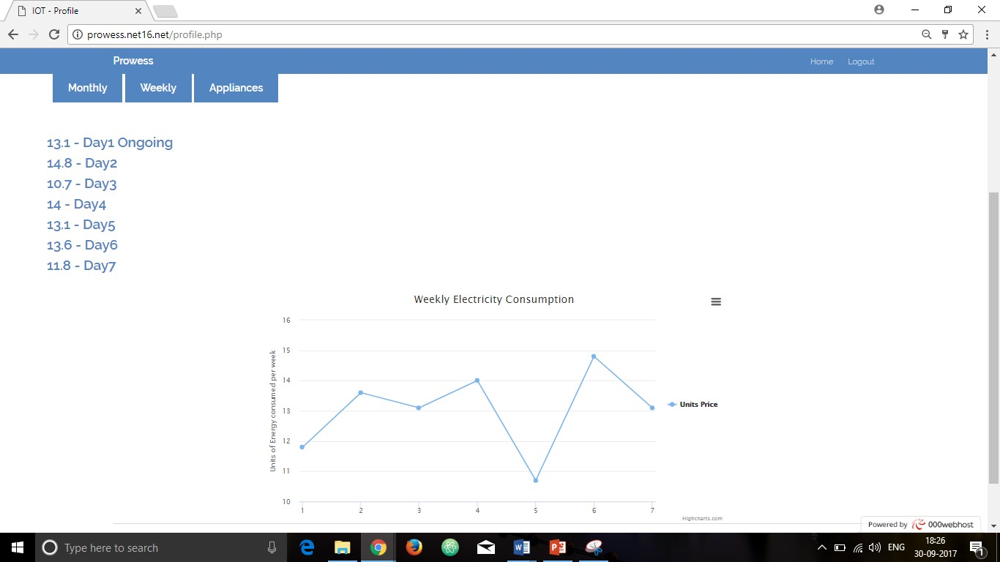 IOT - Profile
prowess.net16.net/profile.php
Prowess Home Logout
Monthly Weekly Appliances
13.1 - Day1 Ongoing
14.8 - Day2
10.7 - Day3
14 - Day4
13.1 - Day5
13.6 - Day6
11.8 - Day7
Weekly Electricity Consumption
Units of Energy consumed per week
16
15
14
13
12
11
10
1 2 3 4 5 6 7
Units Price
Highcharts.com
Powered by 000webhost
Type here to search
ENG
18:26
30-09-2017
1